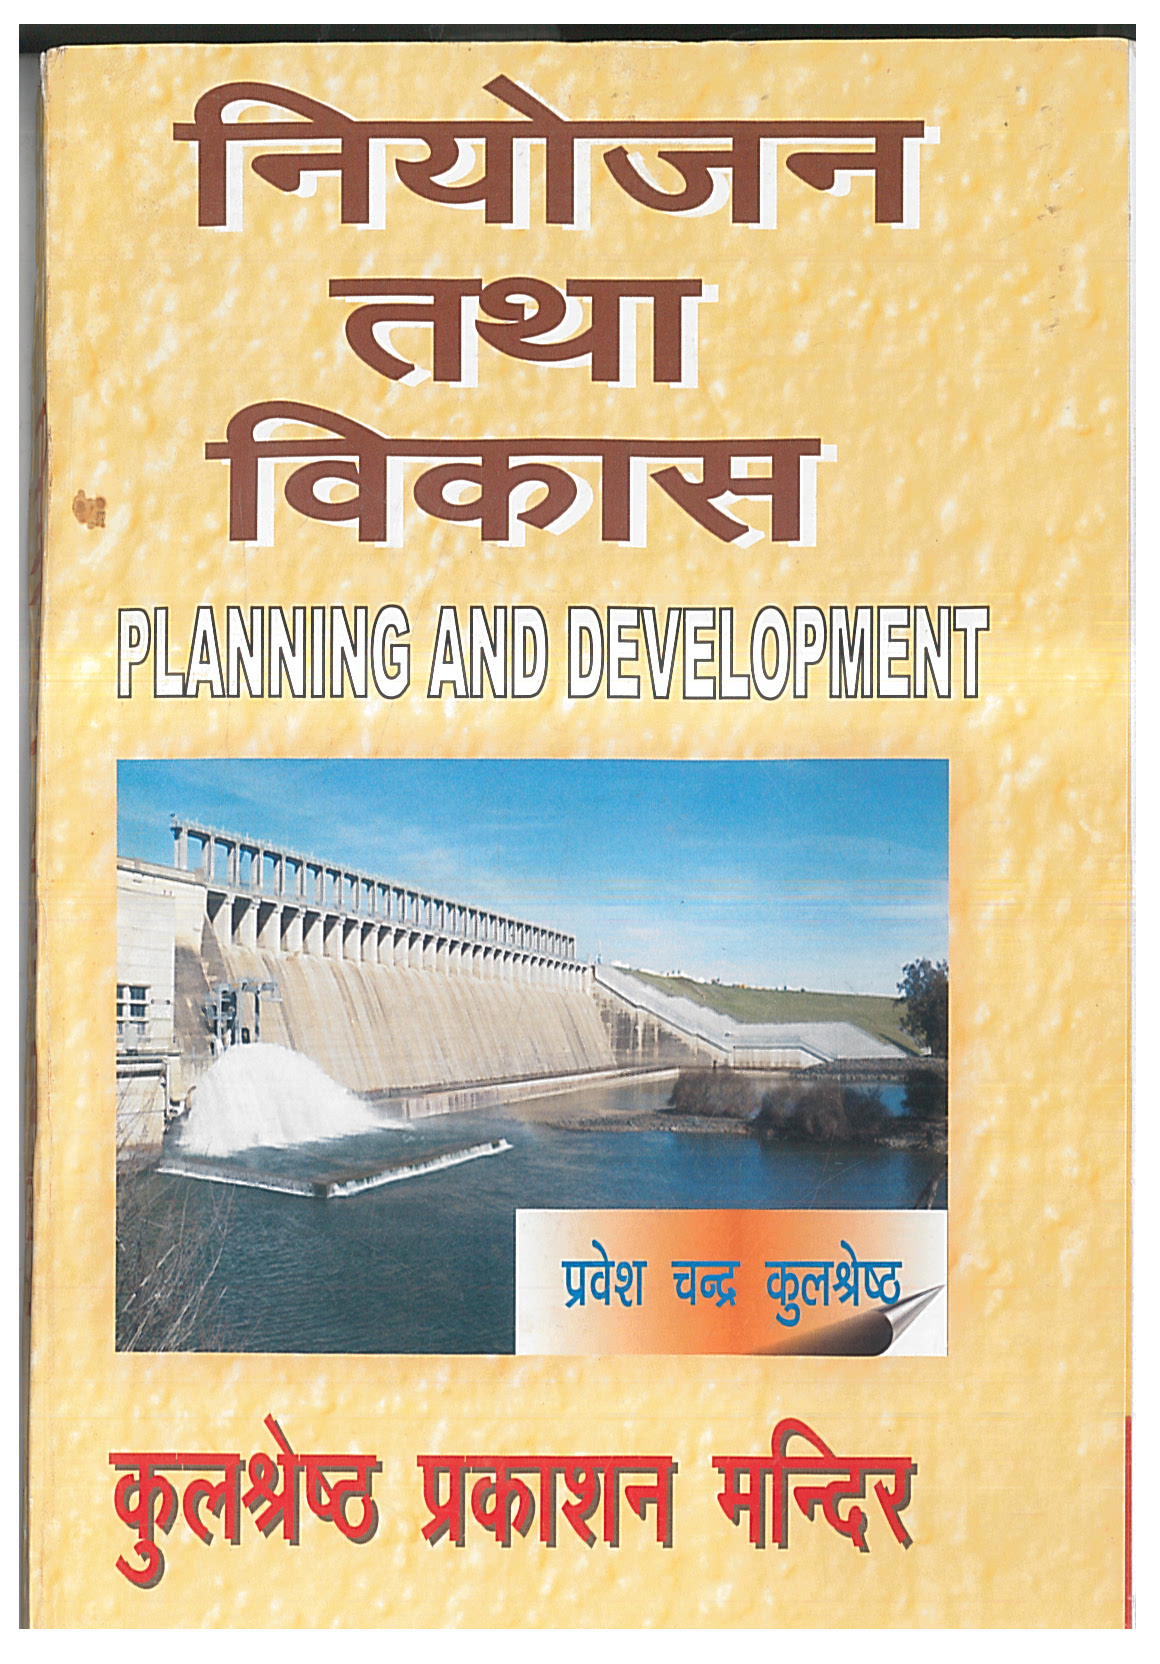 नियोजन
तथा
विकास
PLANNING AND DEVELOPMENT
प्रवेश चन्द्र कुलश्रेष्ठ
कुलश्रेष्ठ प्रकाशन मन्दिर